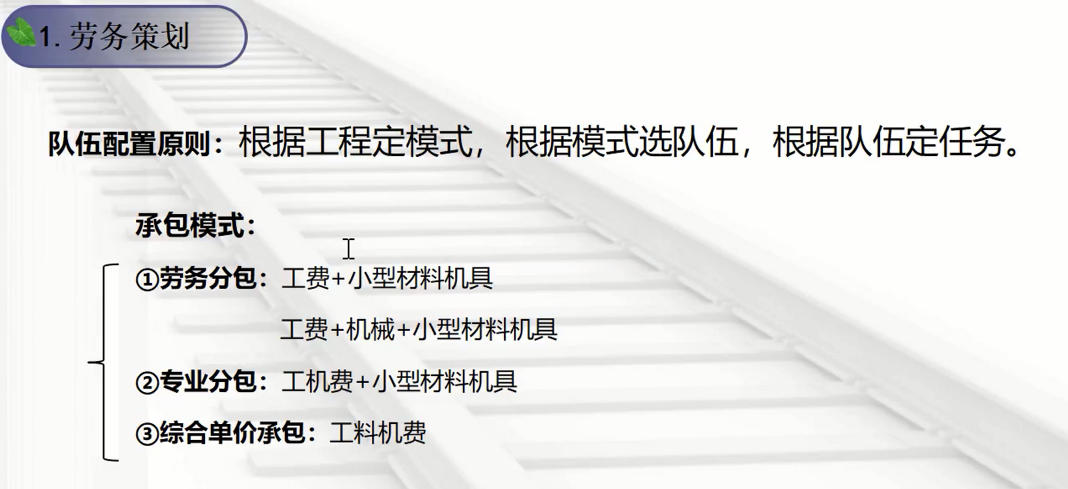 1.劳务策划
队伍配置原则：根据工程定模式，根据模式选队伍，根据队伍定任务。
承包模式：
①劳务分包：工费+小型材料机具
工费+机械+小型材料机具
②专业分包：工机费+小型材料机具
③综合单价承包：工料机费